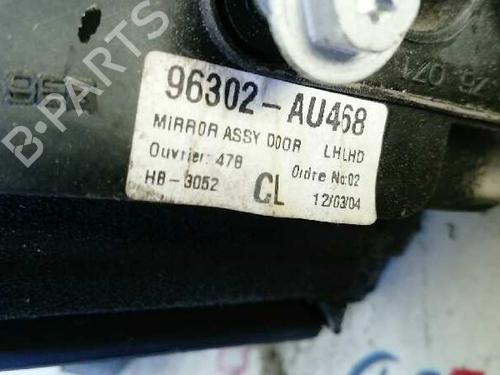 96302-AU468
MIRROR ASSY DOOR LHLHD
Ouvrier: 478 Ordre No:02
HB-3052 CL 12/03/04
B-PARTS